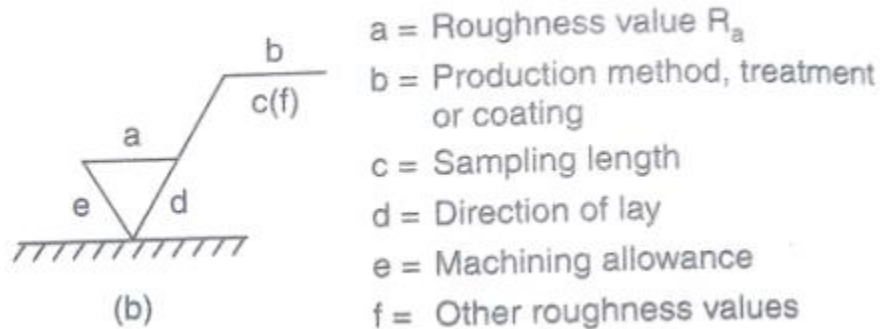 b
c(f)
a
e
d
(b)
a = Roughness value Ra
b = Production method, treatment
or coating
c = Sampling length
d = Direction of lay
e = Machining allowance
f = Other roughness values